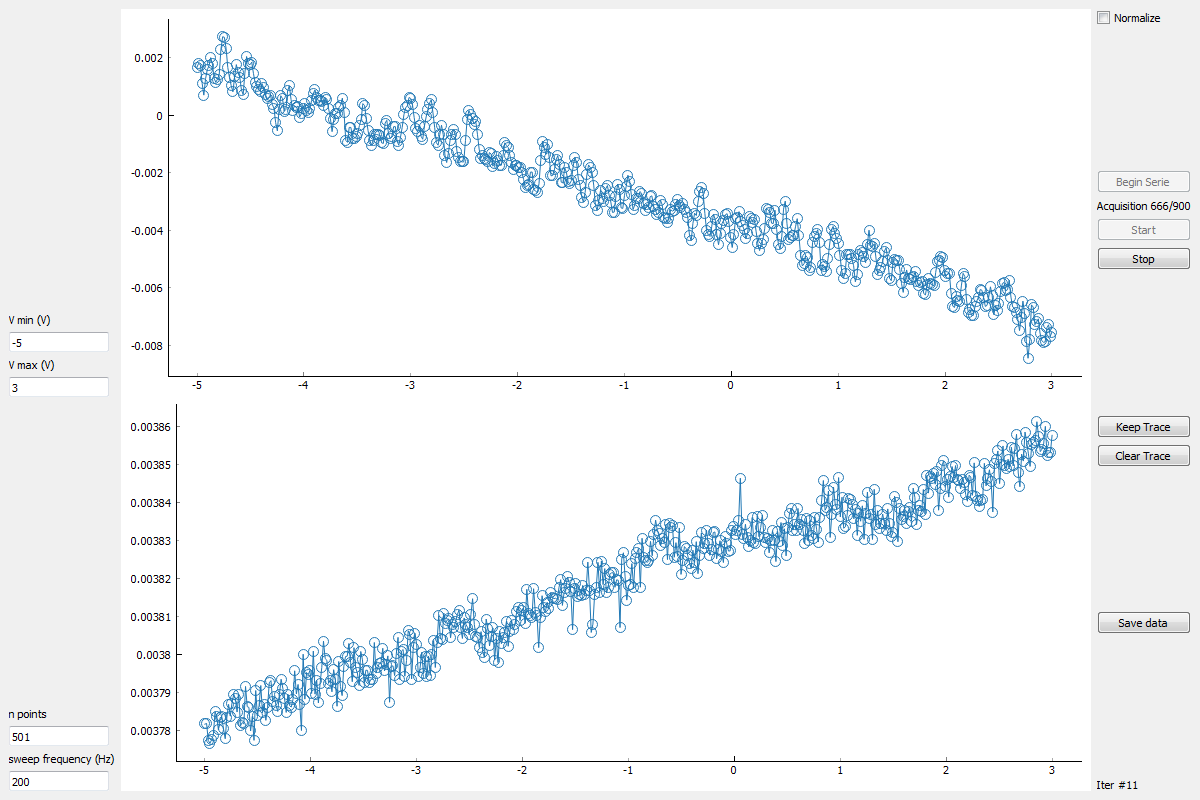 Normalize
Begin Serie
Acquisition 666/900
Start
Stop
V min (V)
-5
V max (V)
3
0.002
0
-0.002
-0.004
-0.006
-0.008
-5 -4 -3 -2 -1 0 1 2 3
Keep Trace
Clear Trace
0.00386
0.00385
0.00384
0.00383
0.00382
0.00381
0.0038
0.00379
0.00378
-5 -4 -3 -2 -1 0 1 2 3
Save data
n points
501
sweep frequency (Hz)
200
Iter #11